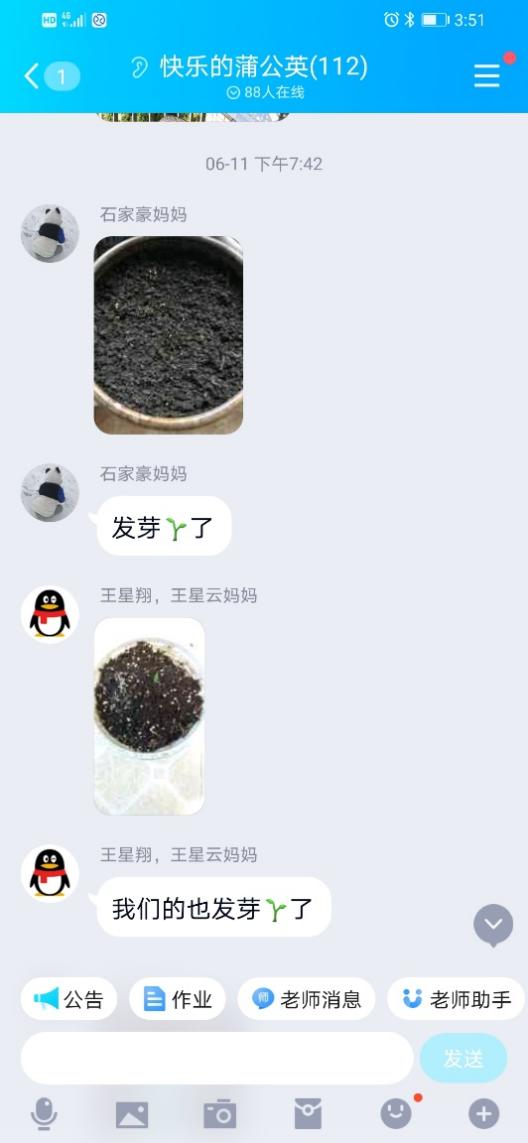 HD 4G 3:51
1 快乐的蒲公英(112)
88人在线
06-11 下午7:42
石家豪妈妈
石家豪妈妈
发芽🌱了
王星翔，王星云妈妈
王星翔，王星云妈妈
我们的也发芽🌱了
公告 作业 师 老师消息 老师助手
发送